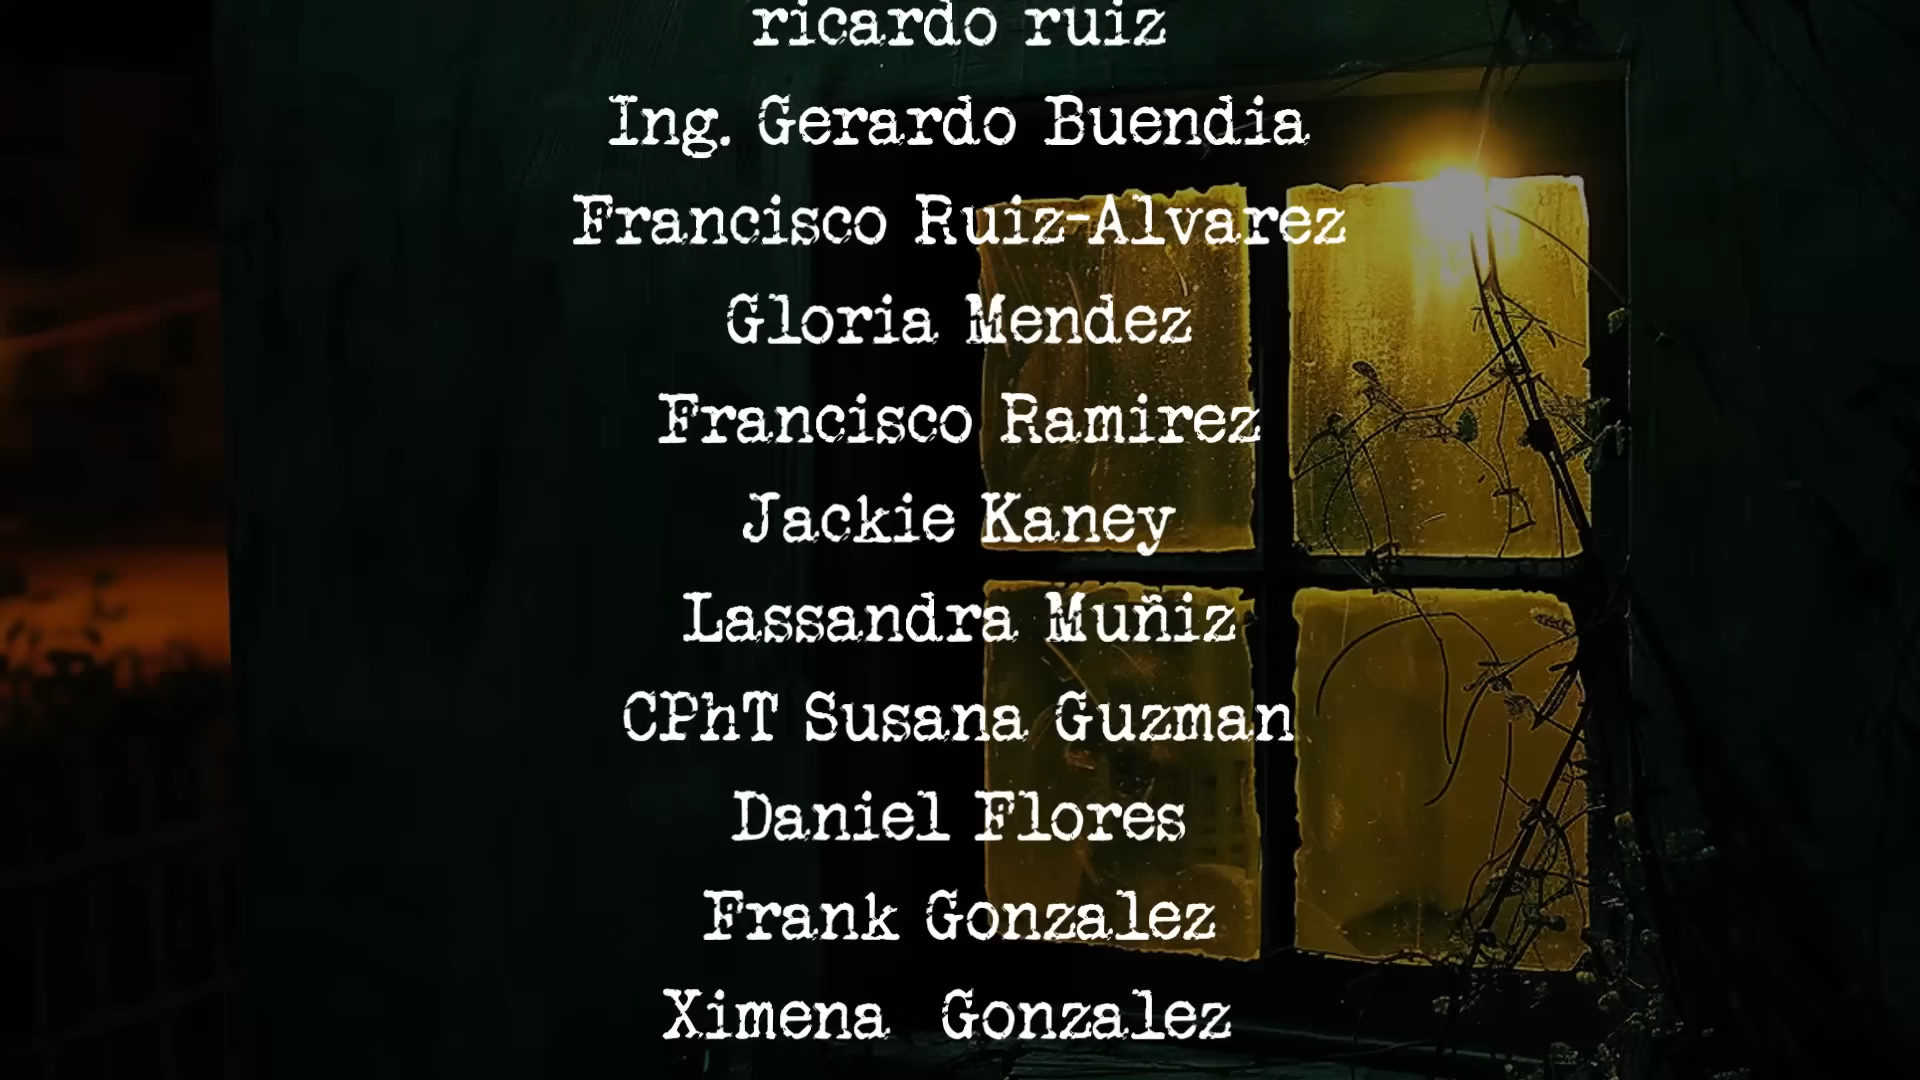 ricardo ruiz
Ing. Gerardo Buendia
Francisco Ruiz-Alvarez
Gloria Mendez
Francisco Ramirez
Jackie Kaney
Lassandra Muñiz
CPhT Susana Guzman
Daniel Flores
Frank Gonzalez
Ximena  Gonzalez